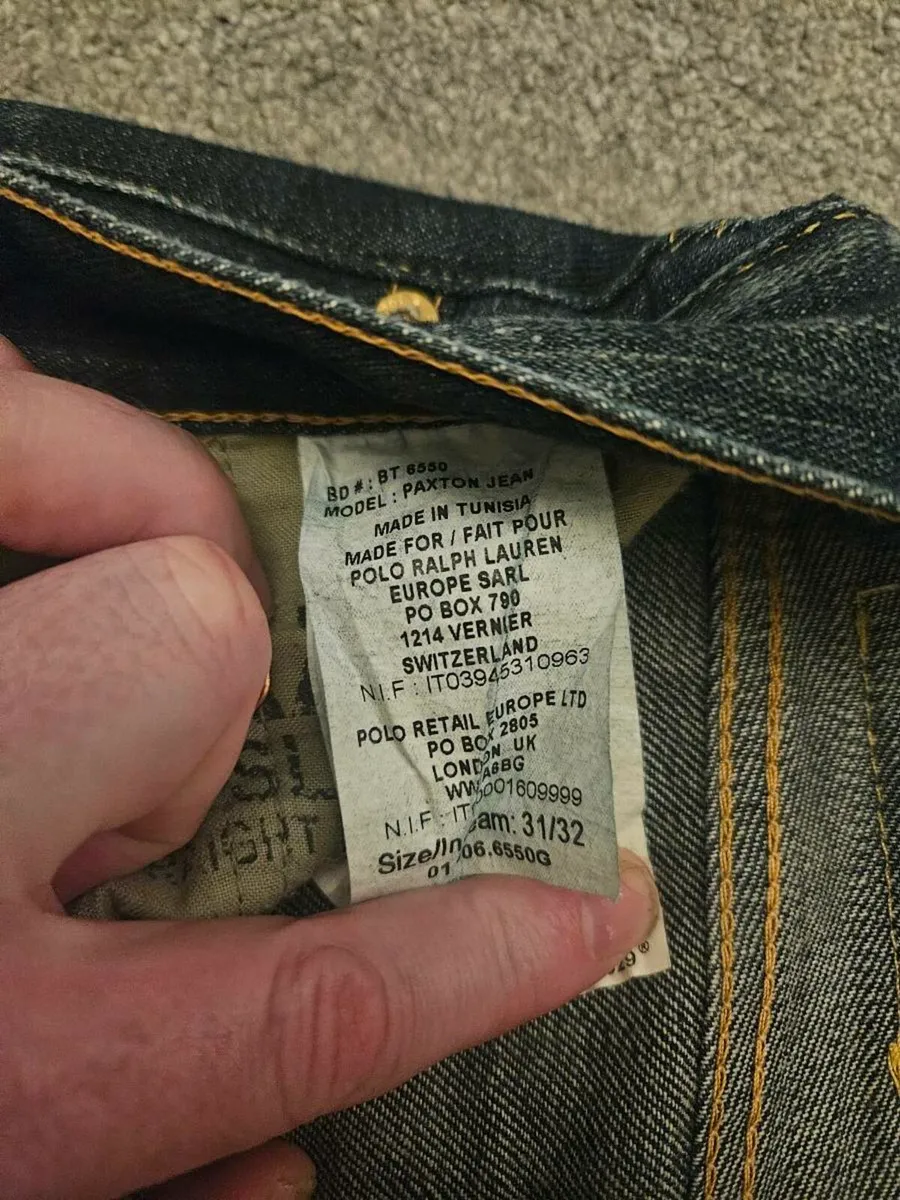 BD #: BT 6550
MODEL : PAXTON JEAN
MADE IN TUNISIA
MADE FOR / FAIT POUR
POLO RALPH LAUREN
EUROPE SARL
PO BOX 790
1214 VERNIER
SWITZERLAND
N.I.F : IT03945310963
POLO RETAIL EUROPE LTD
PO BOX 2805
LONDON UK
N.I.F : IT
31/32
01 06.6550G
IGHT